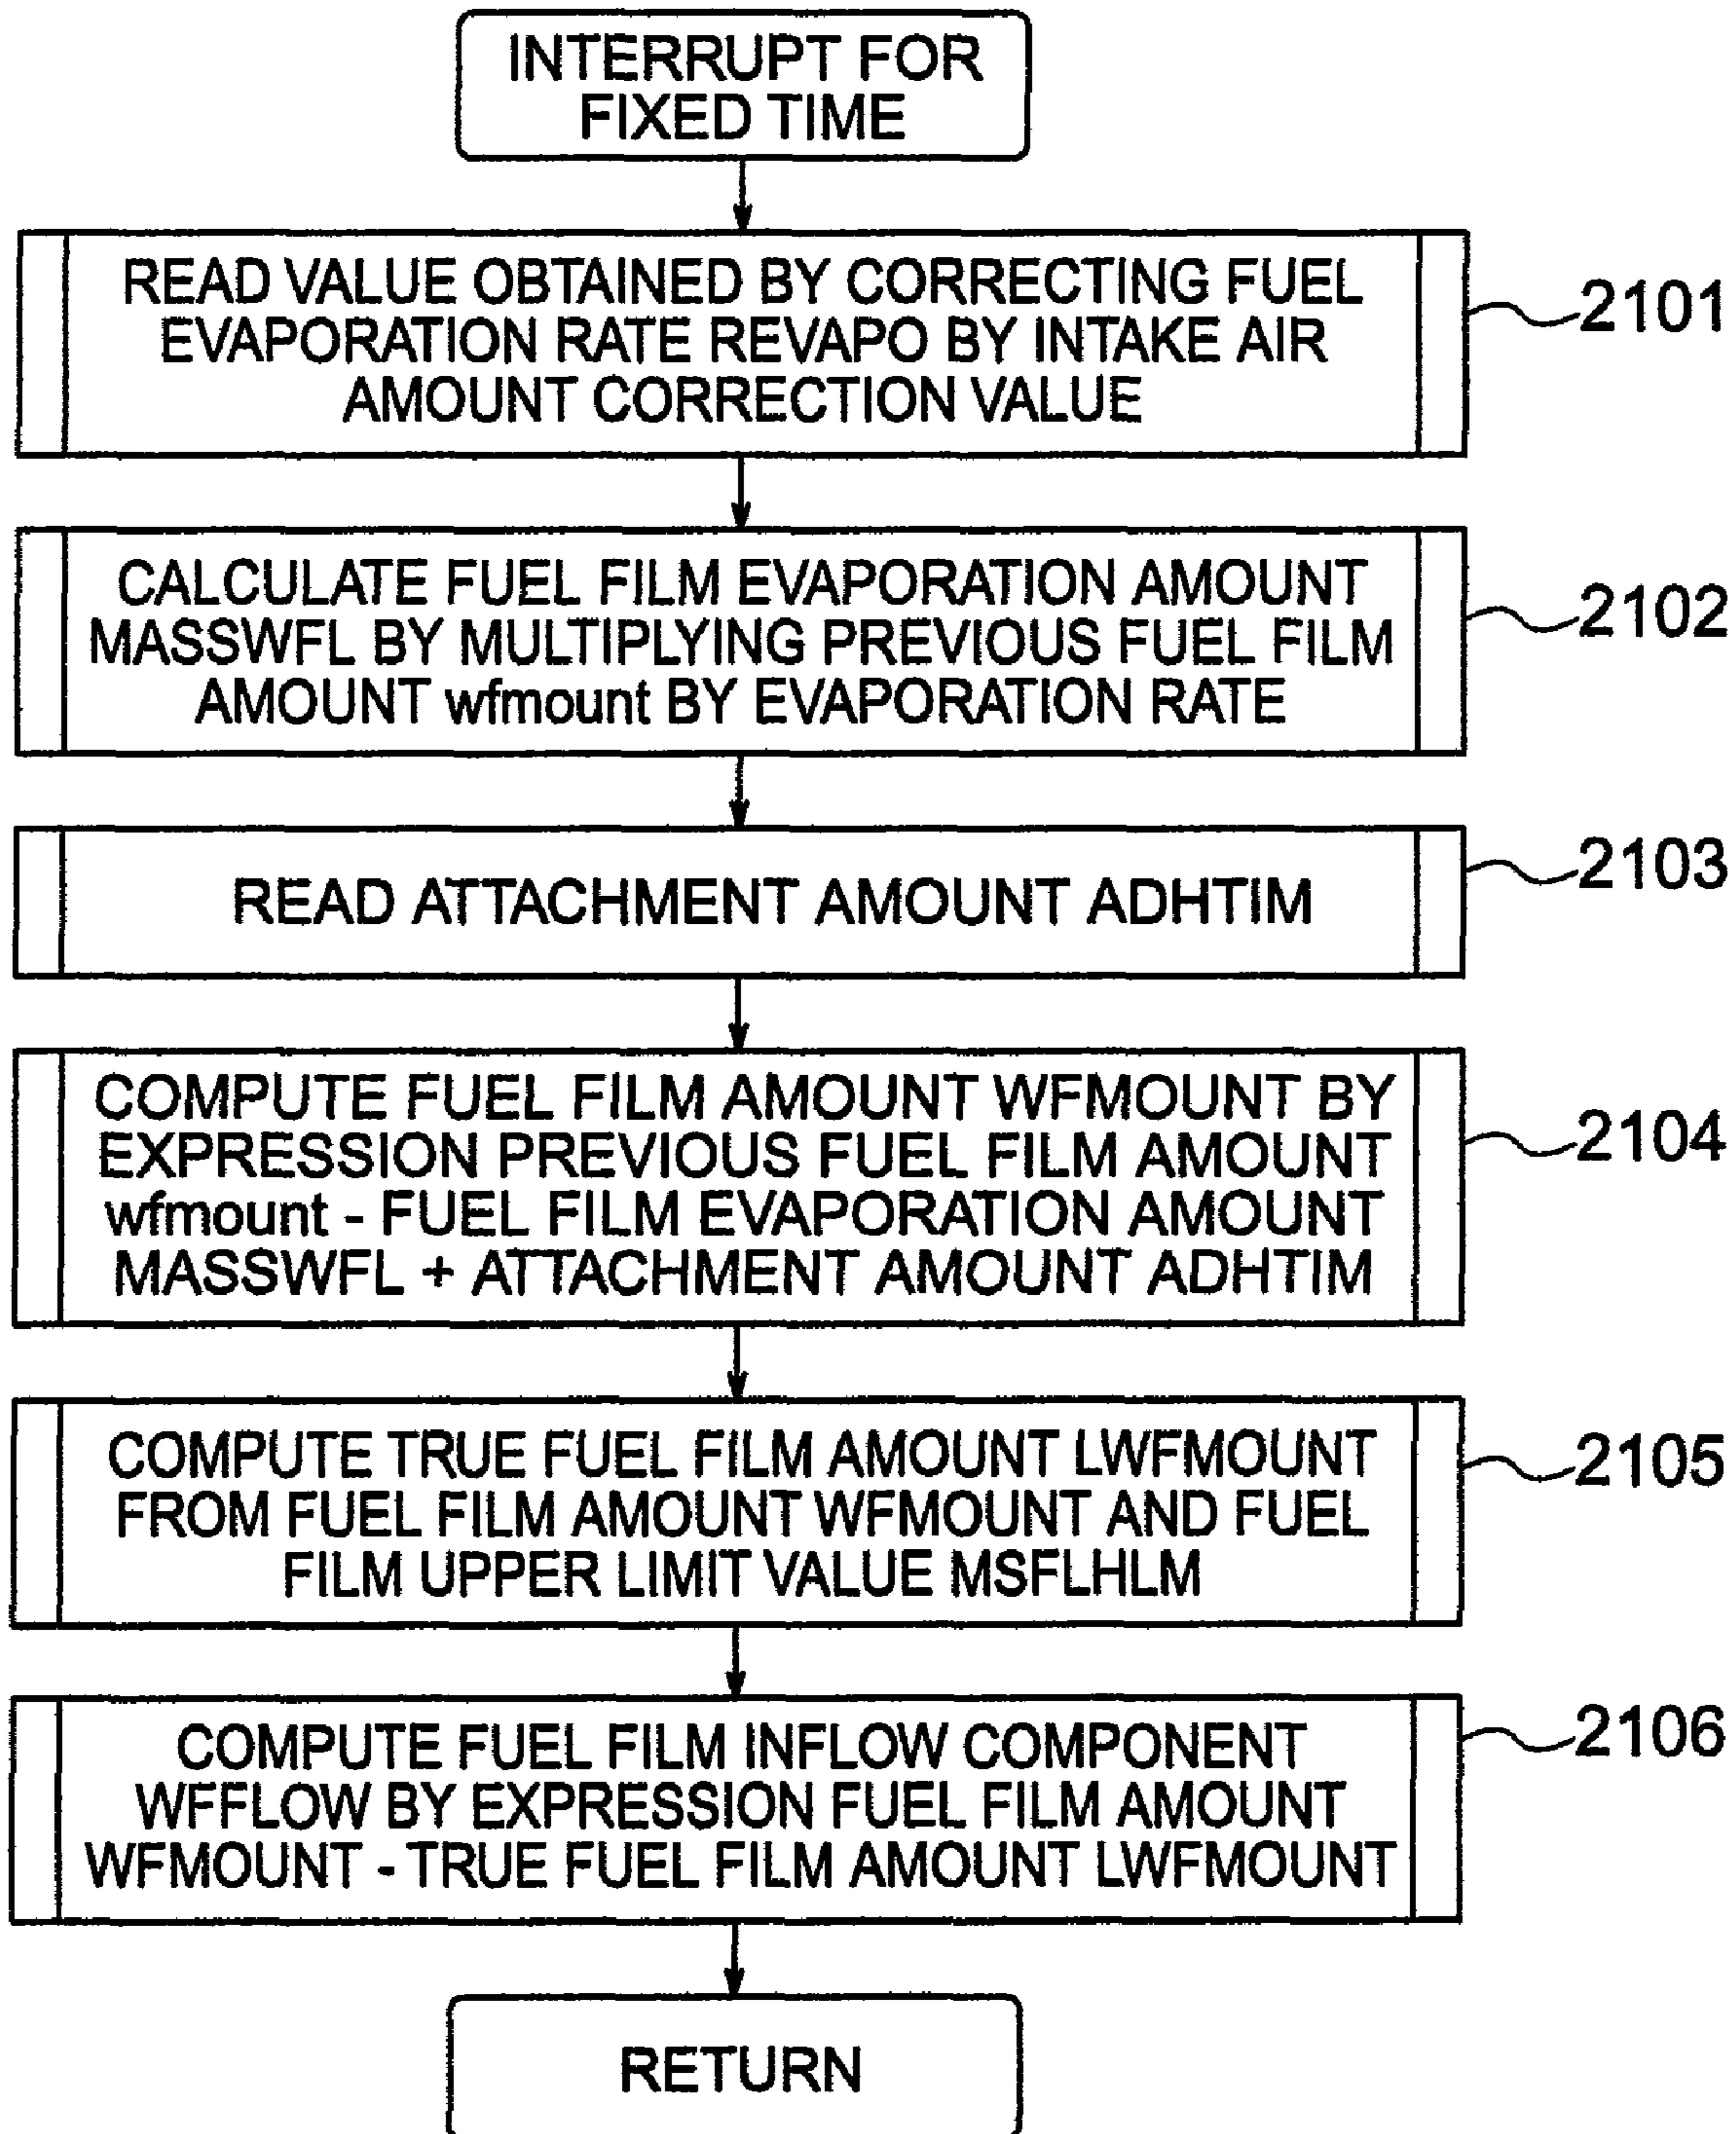 INTERRUPT FOR
FIXED TIME
READ VALUE OBTAINED BY CORRECTING FUEL
EVAPORATION RATE REVAPO BY INTAKE AIR
AMOUNT CORRECTION VALUE
2101
CALCULATE FUEL FILM EVAPORATION AMOUNT
MASSWFL BY MULTIPLYING PREVIOUS FUEL FILM
AMOUNT wfmount BY EVAPORATION RATE
2102
READ ATTACHMENT AMOUNT ADHTIM
2103
COMPUTE FUEL FILM AMOUNT WFMOUNT BY
EXPRESSION PREVIOUS FUEL FILM AMOUNT
wfmount - FUEL FILM EVAPORATION AMOUNT
MASSWFL + ATTACHMENT AMOUNT ADHTIM
2104
COMPUTE TRUE FUEL FILM AMOUNT LWFMOUNT
FROM FUEL FILM AMOUNT WFMOUNT AND FUEL
FILM UPPER LIMIT VALUE MSFLHLM
2105
COMPUTE FUEL FILM INFLOW COMPONENT
WFFLOW BY EXPRESSION FUEL FILM AMOUNT
WFMOUNT - TRUE FUEL FILM AMOUNT LWFMOUNT
2106
RETURN